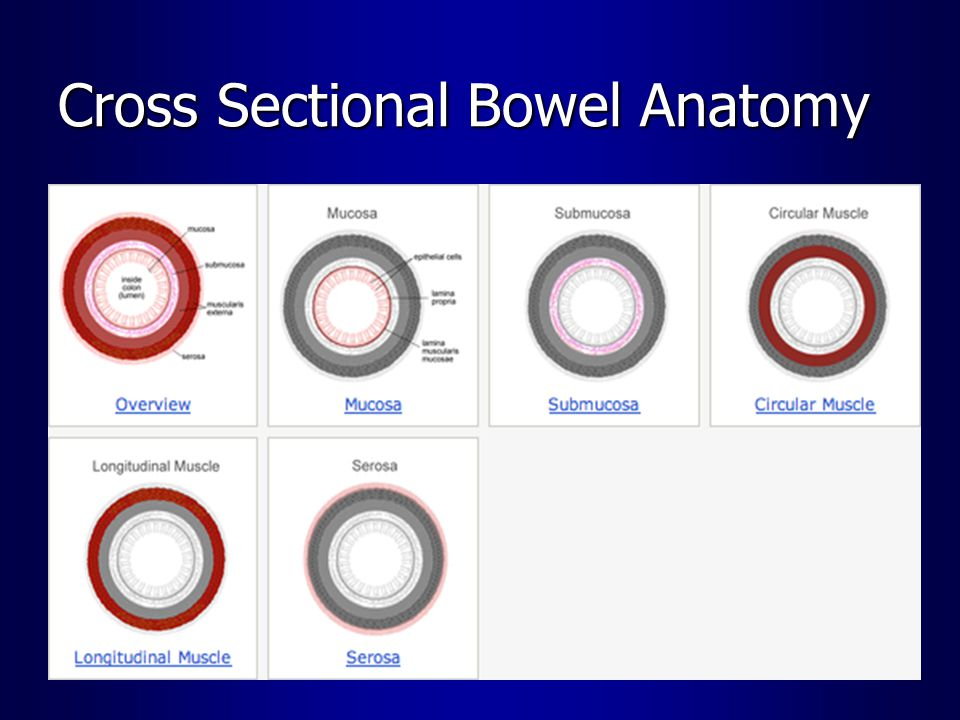 Cross Sectional Bowel Anatomy
mucosa
submucosa
inside
colon
(lumen)
muscularis
externa
serosa
Overview
Mucosa
epithelial cells
lamina
propria
lamina
muscularis
mucosae
Mucosa
Submucosa
Submucosa
Circular Muscle
Circular Muscle
Longitudinal Muscle
Longitudinal Muscle
Serosa
Serosa